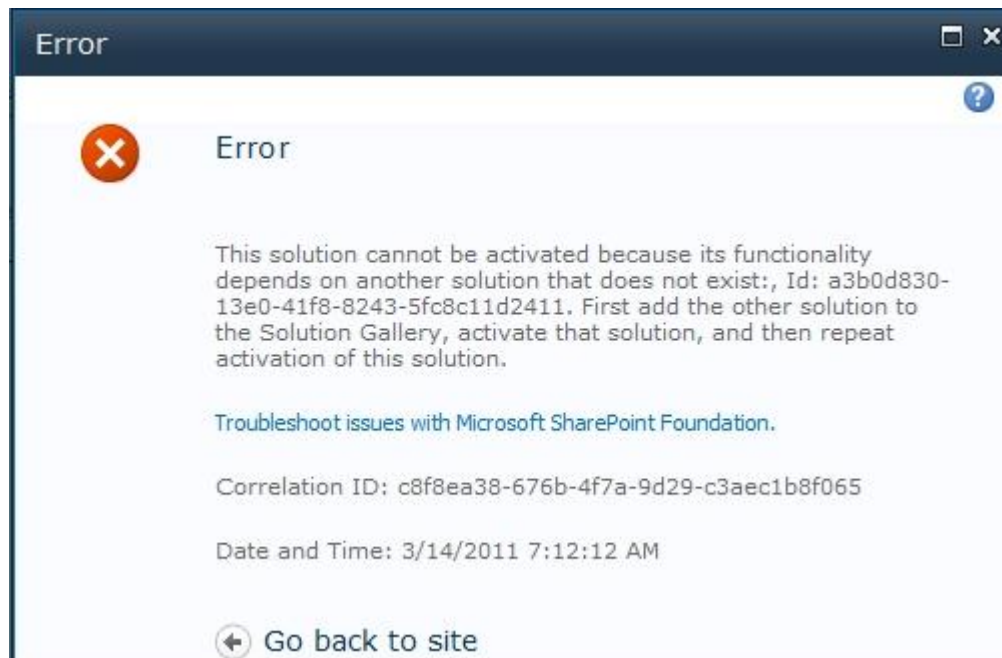 Error
Error
This solution cannot be activated because its functionality
depends on another solution that does not exist:, Id: a3b0d830-
13e0-41f8-8243-5fc8c11d2411. First add the other solution to
the Solution Gallery, activate that solution, and then repeat
activation of this solution.
Troubleshoot issues with Microsoft SharePoint Foundation.
Correlation ID: c8f8ea38-676b-4f7a-9d29-c3aec1b8f065
Date and Time: 3/14/2011 7:12:12 AM
Go back to site